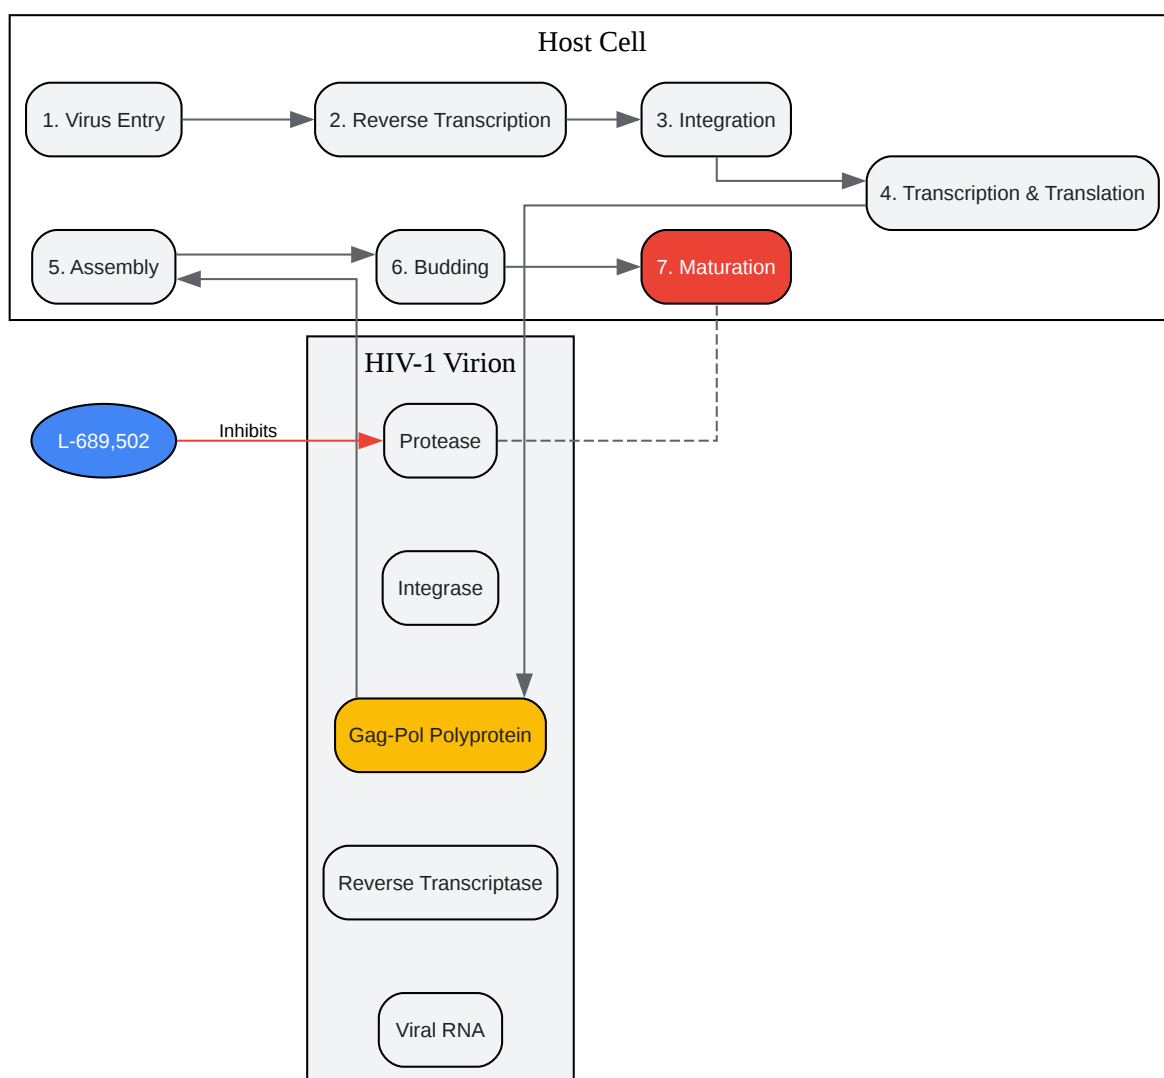 Host Cell
1. Virus Entry
2. Reverse Transcription
3. Integration
4. Transcription & Translation
5. Assembly
6. Budding
7. Maturation
HIV-1 Virion
L-689,502
Inhibits
Protease
Integrase
Gag-Pol Polyprotein
Reverse Transcriptase
Viral RNA